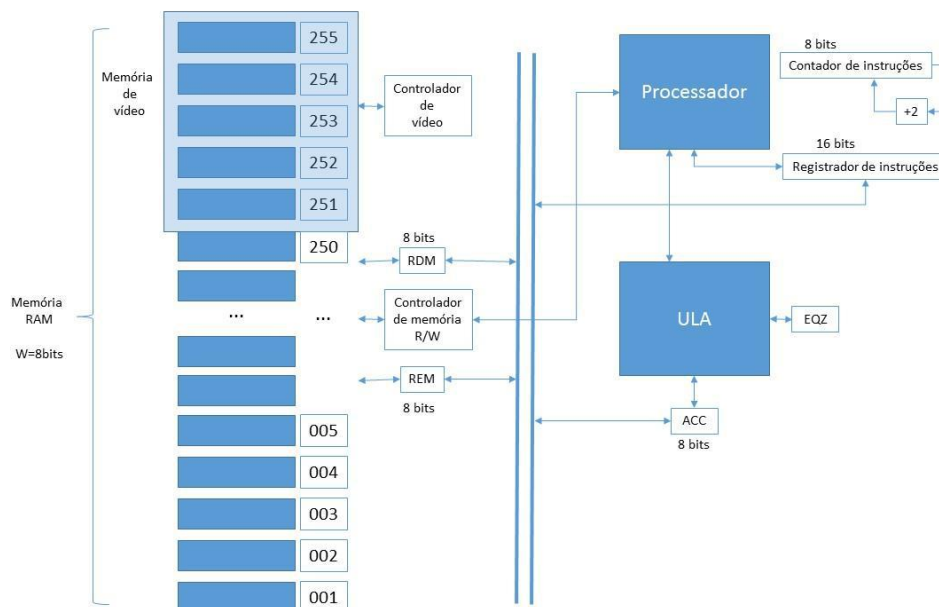 Memória
RAM
W=8bits
Memória
de
vídeo
255
254
253
252
251
250
...
...
005
004
003
002
001
Controlador
de
vídeo
8 bits
RDM
Controlador
de memória
R/W
REM
8 bits
Processador
8 bits
Contador de instruções
+2
16 bits
Registrador de instruções
ULA
EQZ
ACC
8 bits